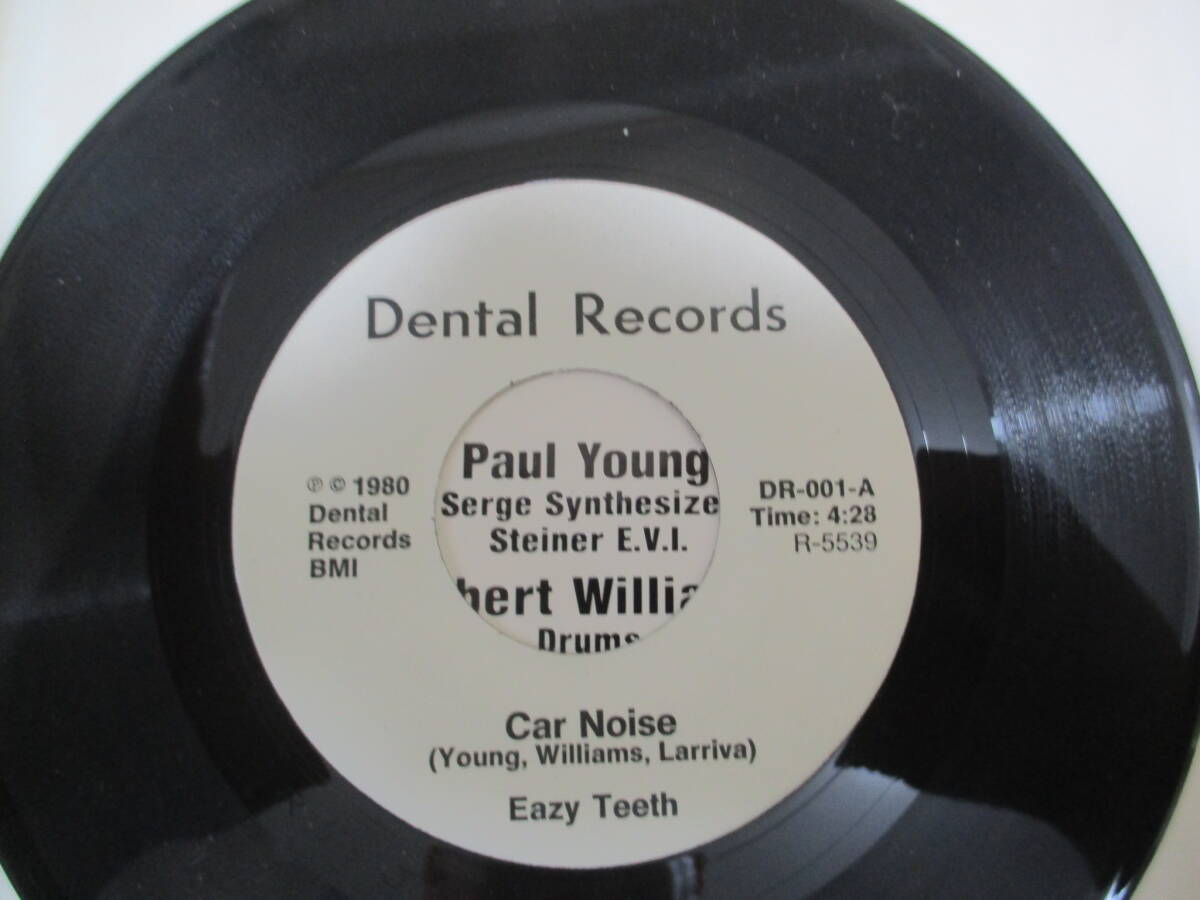 Dental Records
℗ © 1980
Dental
Records
BMI
Paul Young
Serge Synthesize
Steiner E.V.I.
bert Willia
Drums
DR-001-A
Time: 4:28
R-5539
Car Noise
(Young, Williams, Larriva)
Eazy Teeth